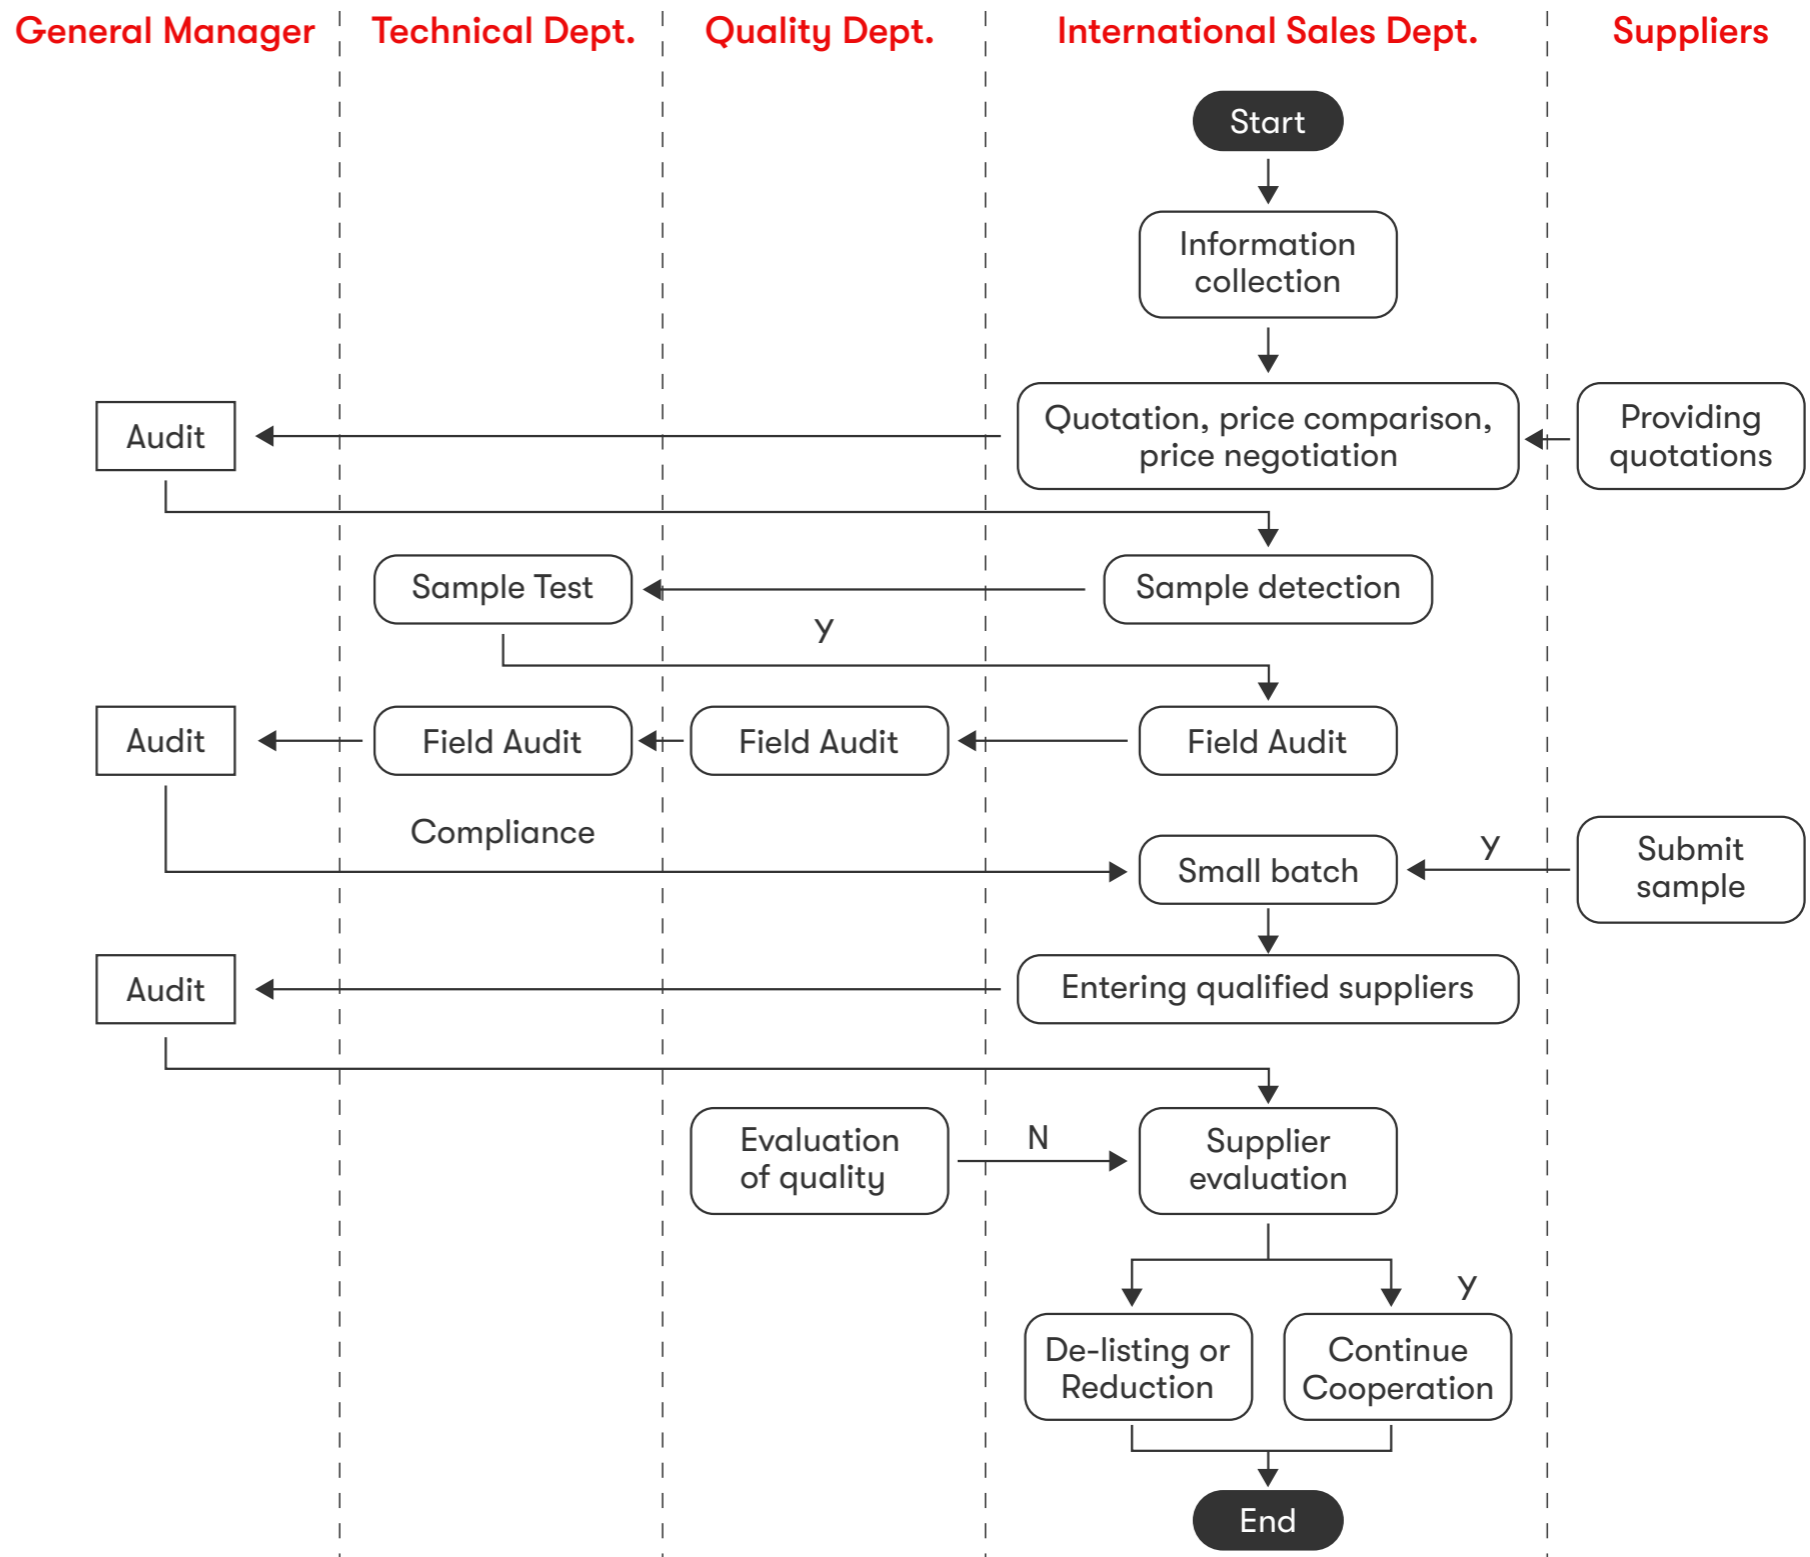 General Manager
Technical Dept.
Quality Dept.
International Sales Dept.
Suppliers
Start
Information
collection
Audit
Quotation, price comparison,
price negotiation
Providing
quotations
Sample Test
Sample detection
Y
Audit
Field Audit
Field Audit
Field Audit
Compliance
Small batch
Y
Submit
sample
Audit
Entering qualified suppliers
Evaluation
of quality
N
Supplier
evaluation
Y
De-listing or
Reduction
Continue
Cooperation
End